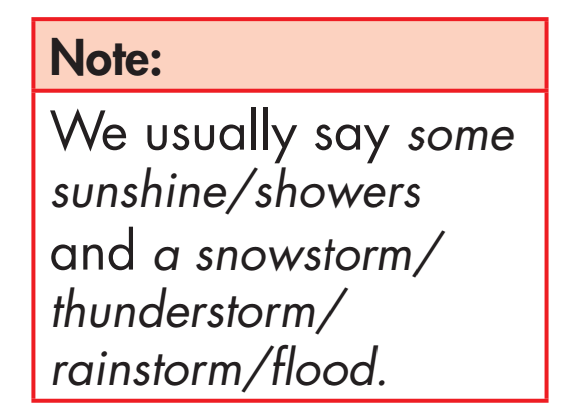 Note:
We usually say some
sunshine/showers
and a snowstorm/
thunderstorm/
rainstorm/flood.